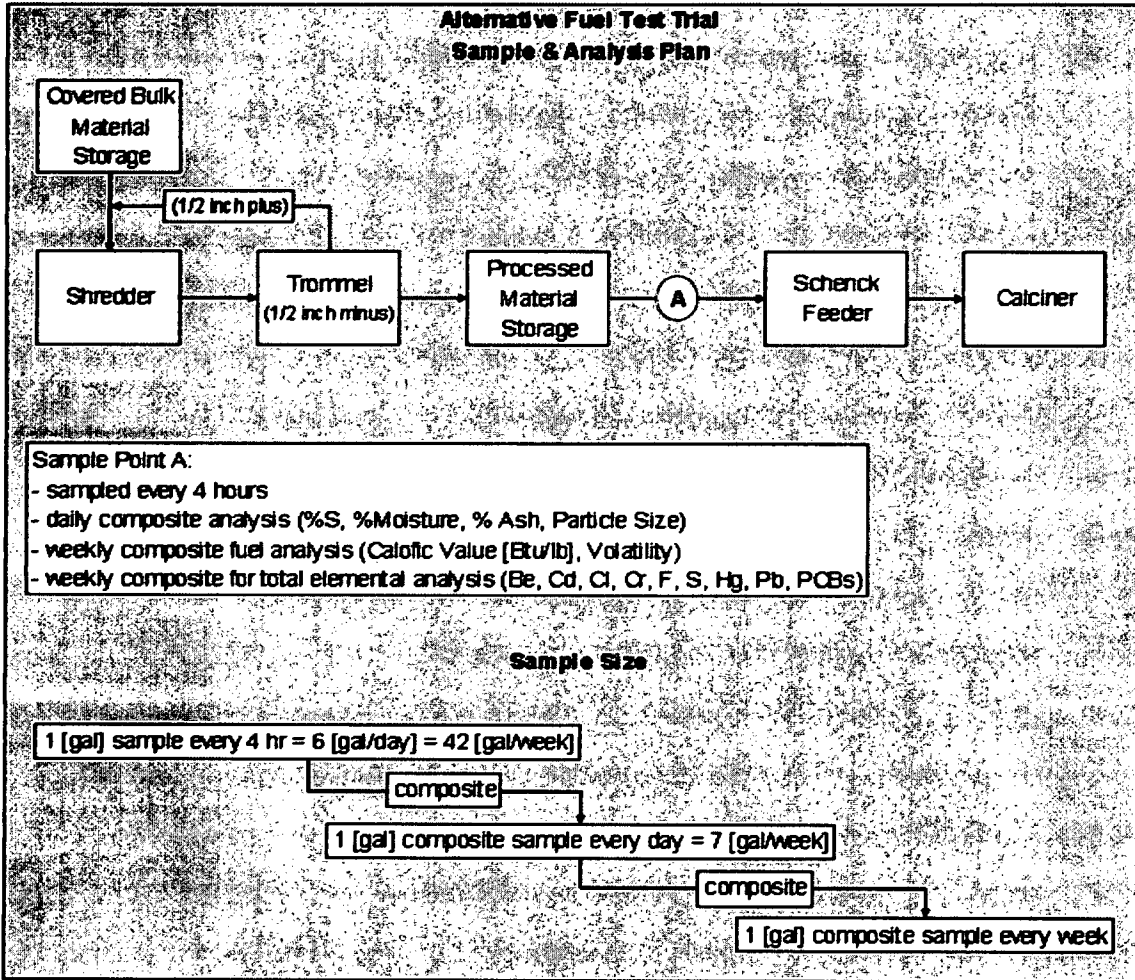 Alternative Fuel Test Trial
Sample & Analysis Plan
Covered Bulk
Material
Storage
(1/2 inch plus)
Shredder
Trommel
(1/2 inch minus)
Processed
Material
Storage
A
Schenck
Feeder
Calciner
Sample Point A:
- sampled every 4 hours
- daily composite analysis (%S, %Moisture, % Ash, Particle Size)
- weekly composite fuel analysis (Calorific Value [Btu/lb], Volatility)
- weekly composite for total elemental analysis (Be, Cd, Cl, Cr, F, S, Hg, Pb, PCBs)
Sample Size
1 [gal] sample every 4 hr = 6 [gal/day] = 42 [gal/week]
composite
1 [gal] composite sample every day = 7 [gal/week]
composite
1 [gal] composite sample every week